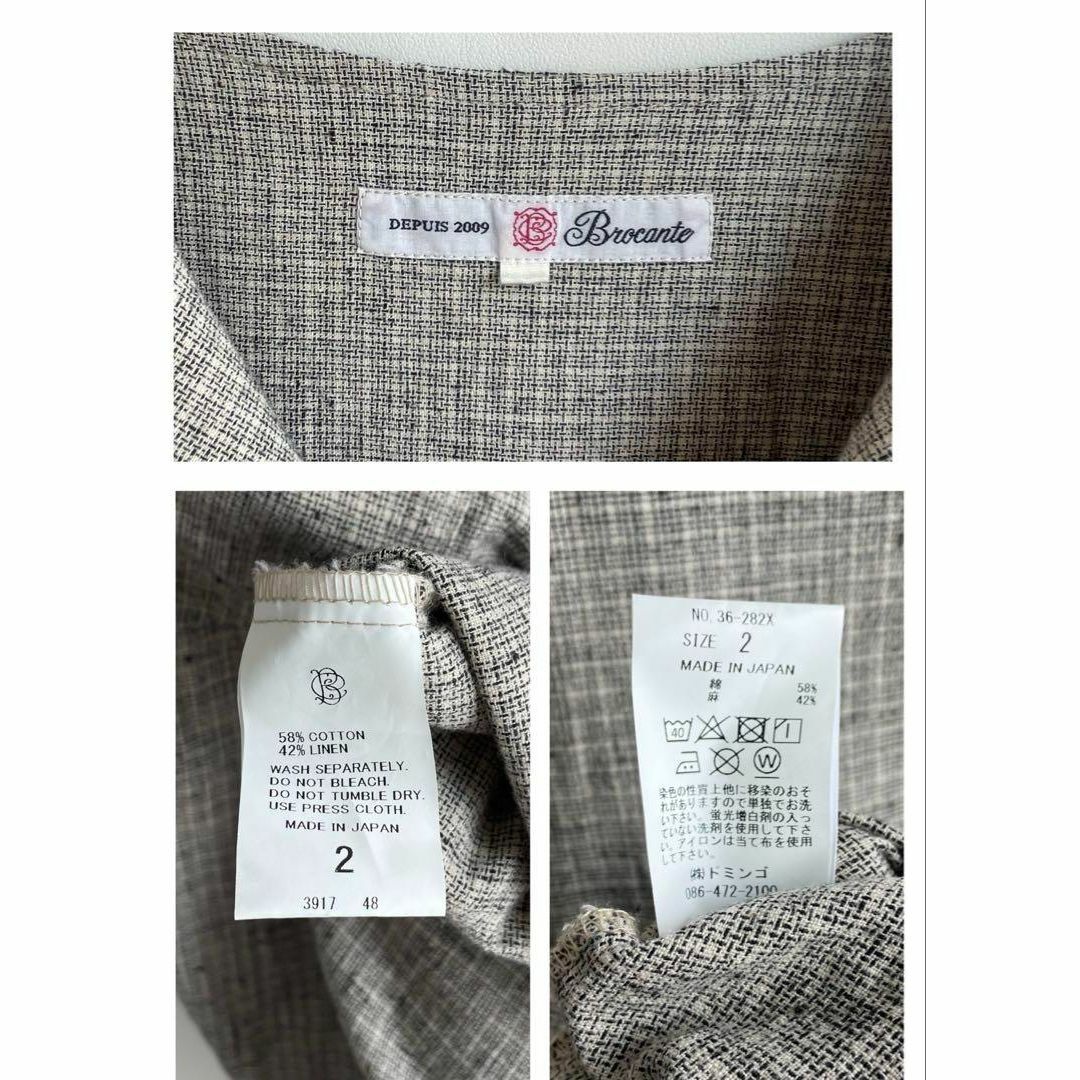 DEPUIS 2009 B Brocante
B
58% COTTON
42% LINEN
WASH SEPARATELY.
DO NOT BLEACH.
DO NOT TUMBLE DRY.
USE PRESS CLOTH.
MADE IN JAPAN
2
3917 48
NO. 36-282X
SIZE 2
MADE IN JAPAN
綿 58%
麻 42%
40
W
染色の性質上他に移染のおそ
れがありますので単独でお洗
い下さい。蛍光増白剤の入っ
ていない洗剤を使用して下さ
い。アイロンは当て布を使用
して下さい。
㈱ドミンゴ
086-472-2100